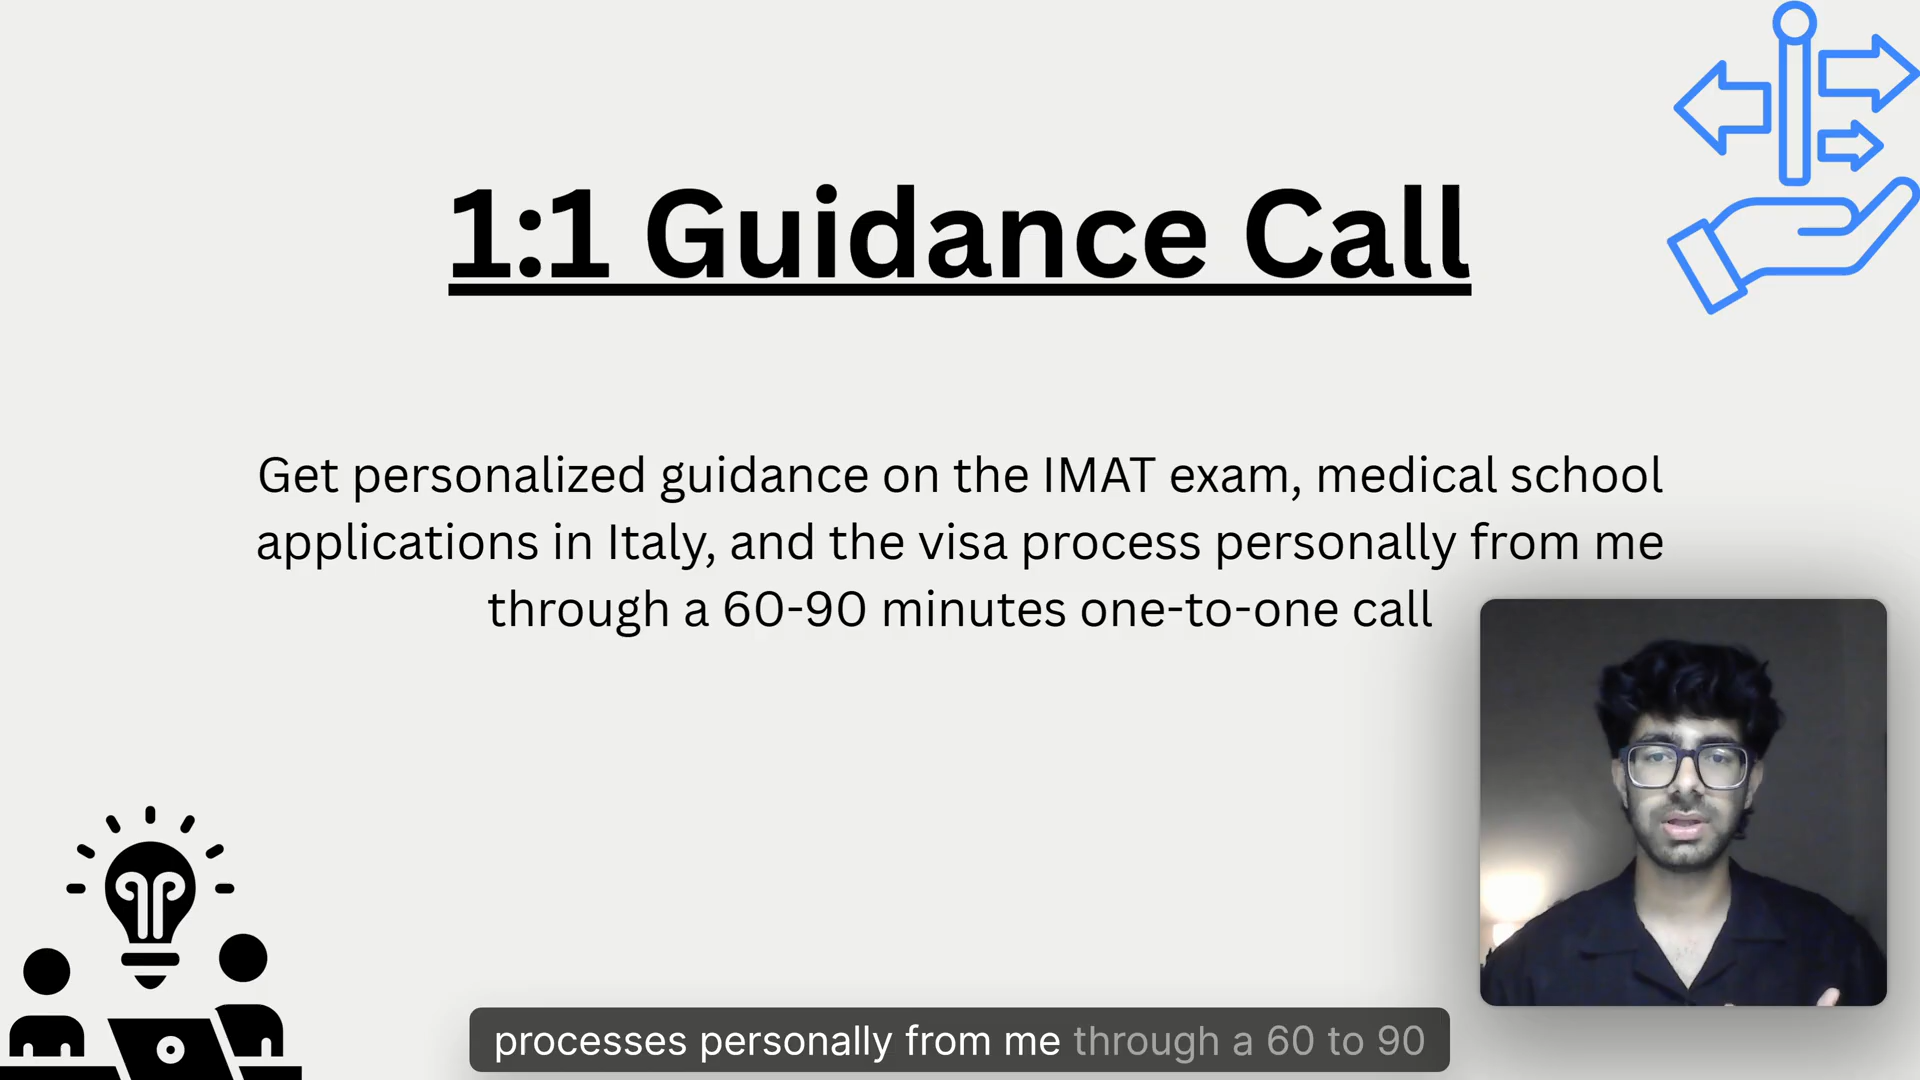 1:1 Guidance Call
Get personalized guidance on the IMAT exam, medical school
applications in Italy, and the visa process personally from me
through a 60-90 minutes one-to-one call
processes personally from me through a 60 to 90